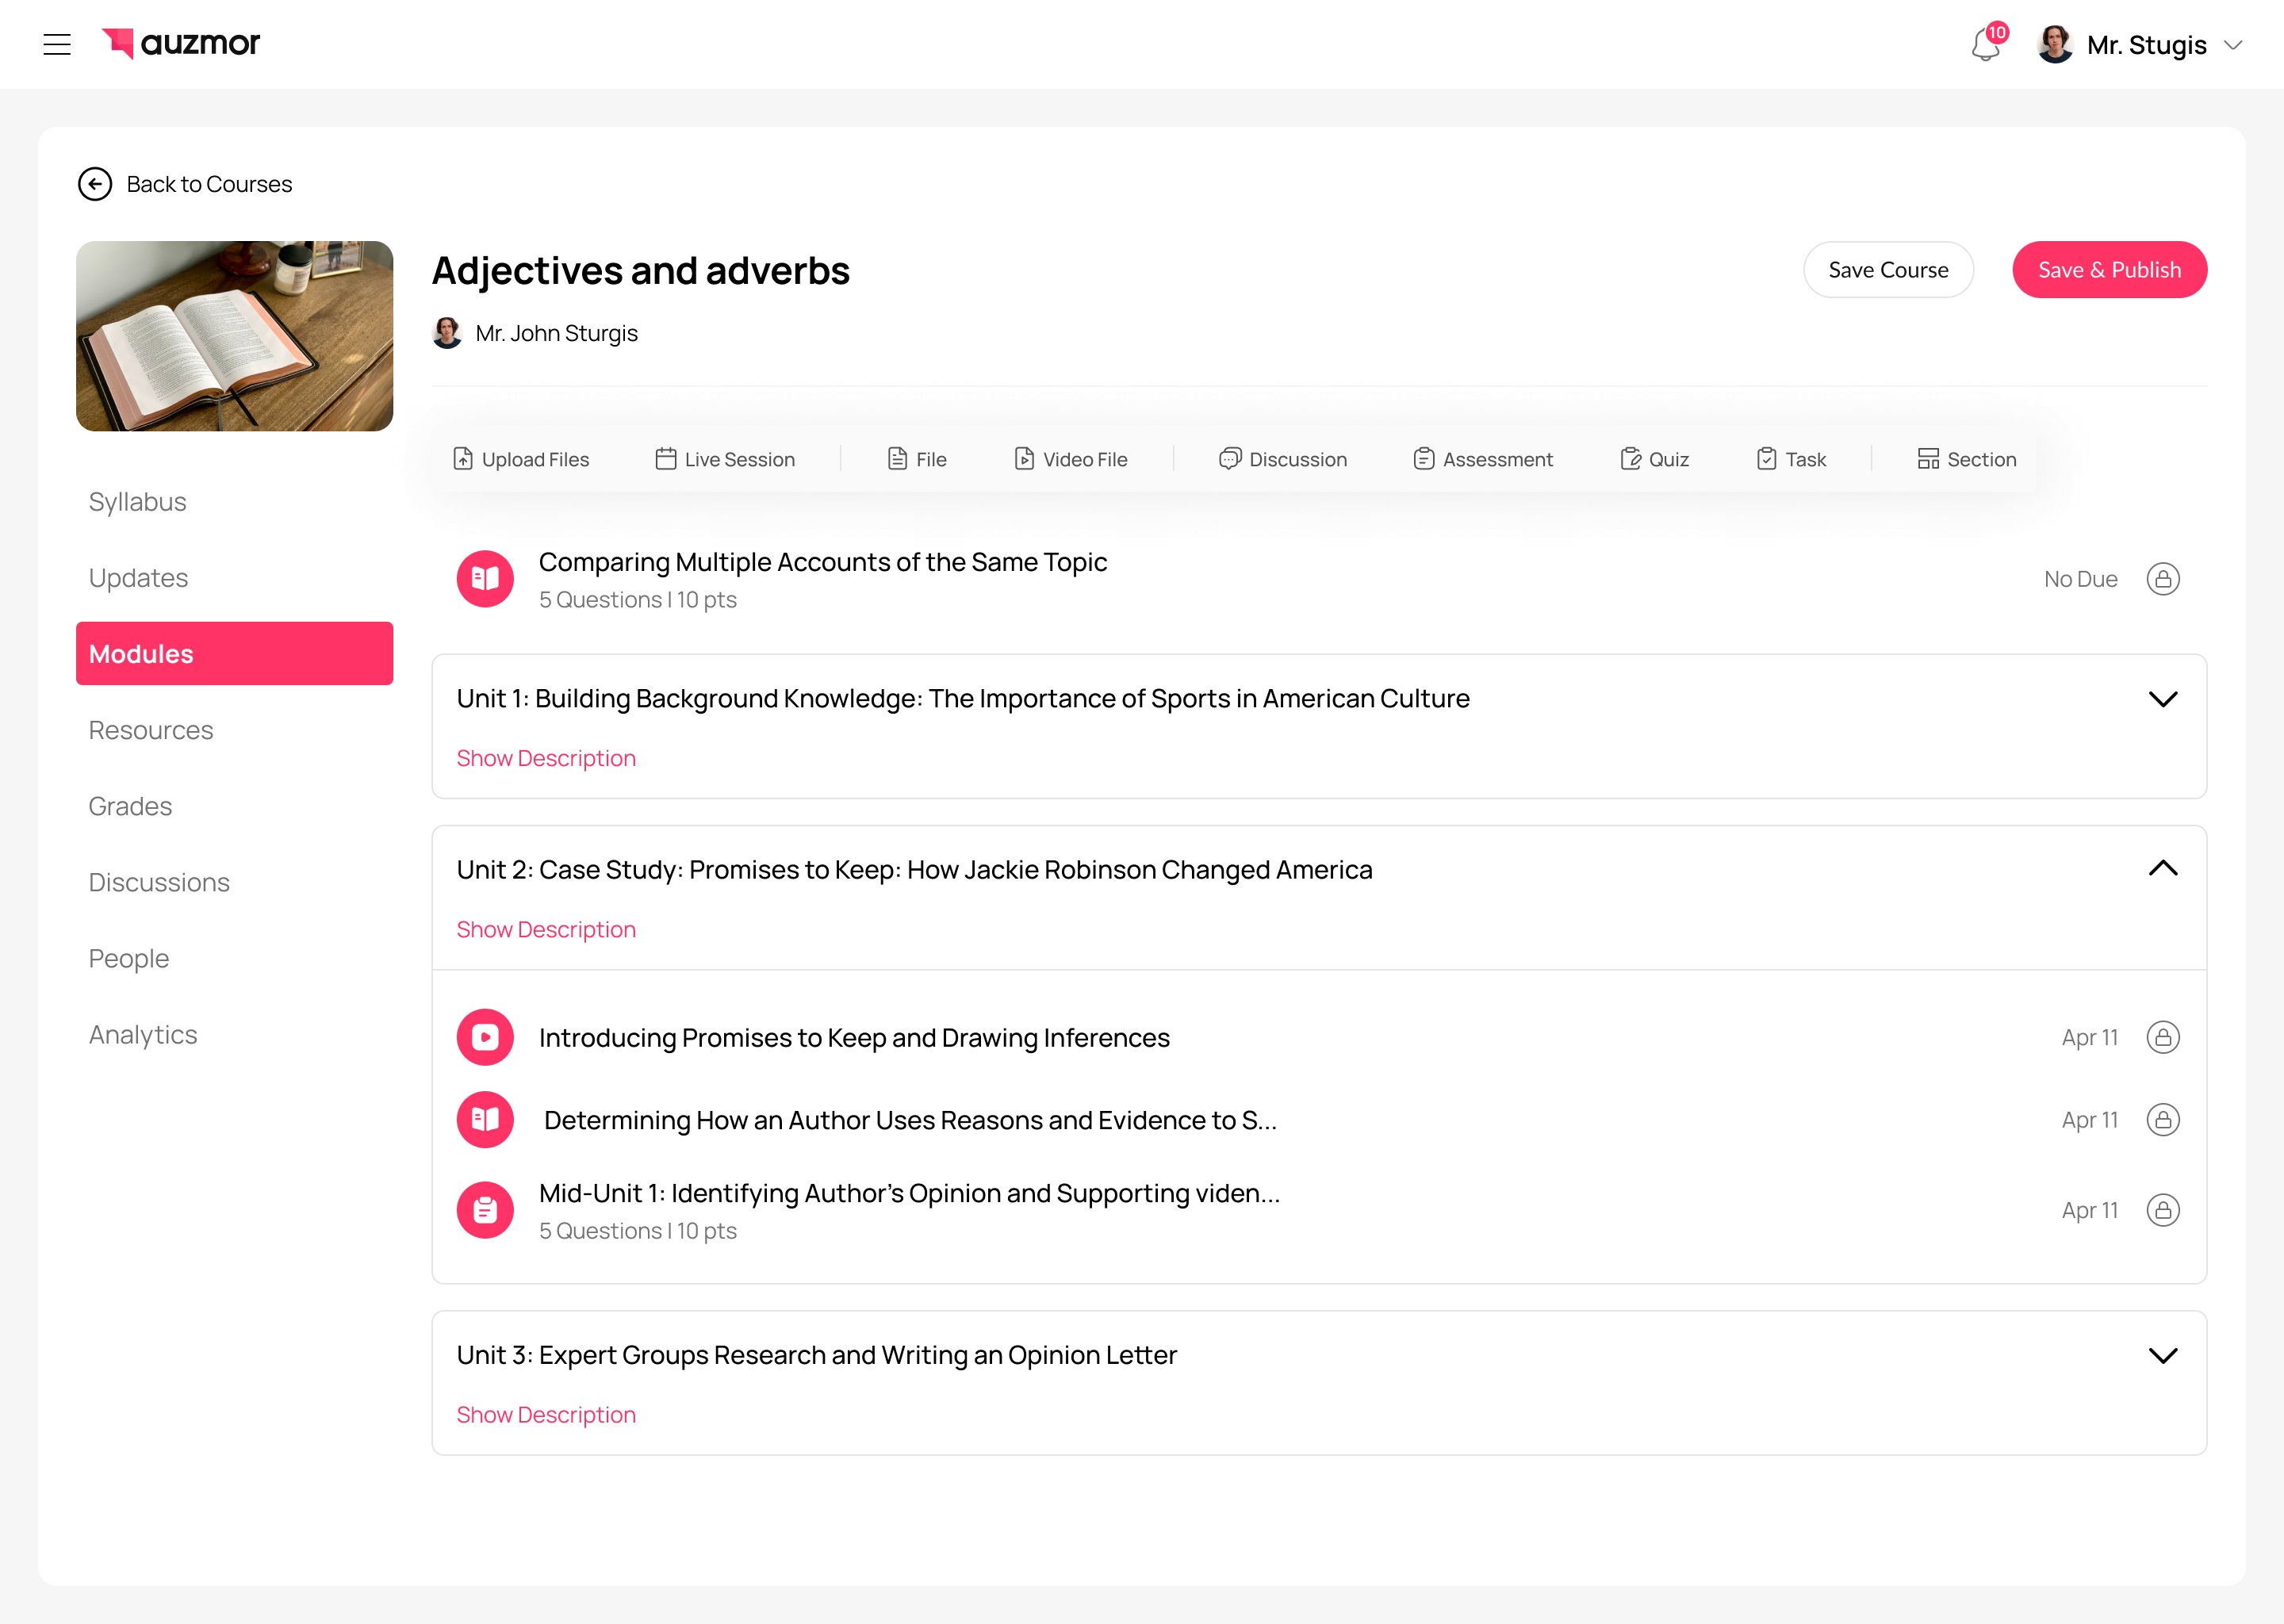 auzmor
10
Mr. Stugis
Back to Courses
Adjectives and adverbs
Save Course
Save & Publish
Mr. John Sturgis
Upload Files
Live Session
File
Video File
Discussion
Assessment
Quiz
Task
Section
Syllabus
Updates
Modules
Resources
Grades
Discussions
People
Analytics
Comparing Multiple Accounts of the Same Topic
5 Questions | 10 pts
No Due
Unit 1: Building Background Knowledge: The Importance of Sports in American Culture
Show Description
Unit 2: Case Study: Promises to Keep: How Jackie Robinson Changed America
Show Description
Introducing Promises to Keep and Drawing Inferences
Apr 11
Determining How an Author Uses Reasons and Evidence to S...
Apr 11
Mid-Unit 1: Identifying Author's Opinion and Supporting viden...
5 Questions | 10 pts
Apr 11
Unit 3: Expert Groups Research and Writing an Opinion Letter
Show Description